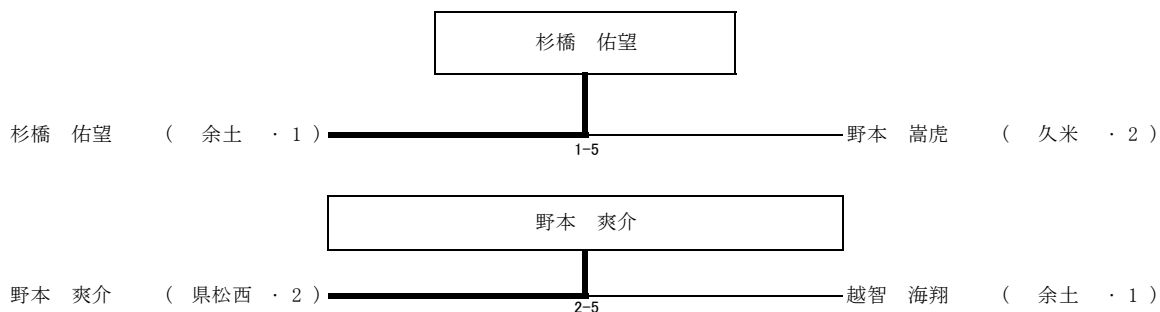 杉橋　佑望
杉橋　佑望　（　余土　・1）　野本　嵩虎　（　久米　・2）
1-5
野本　爽介
野本　爽介　（　県松西　・2）　越智　海翔　（　余土　・1）
2-5